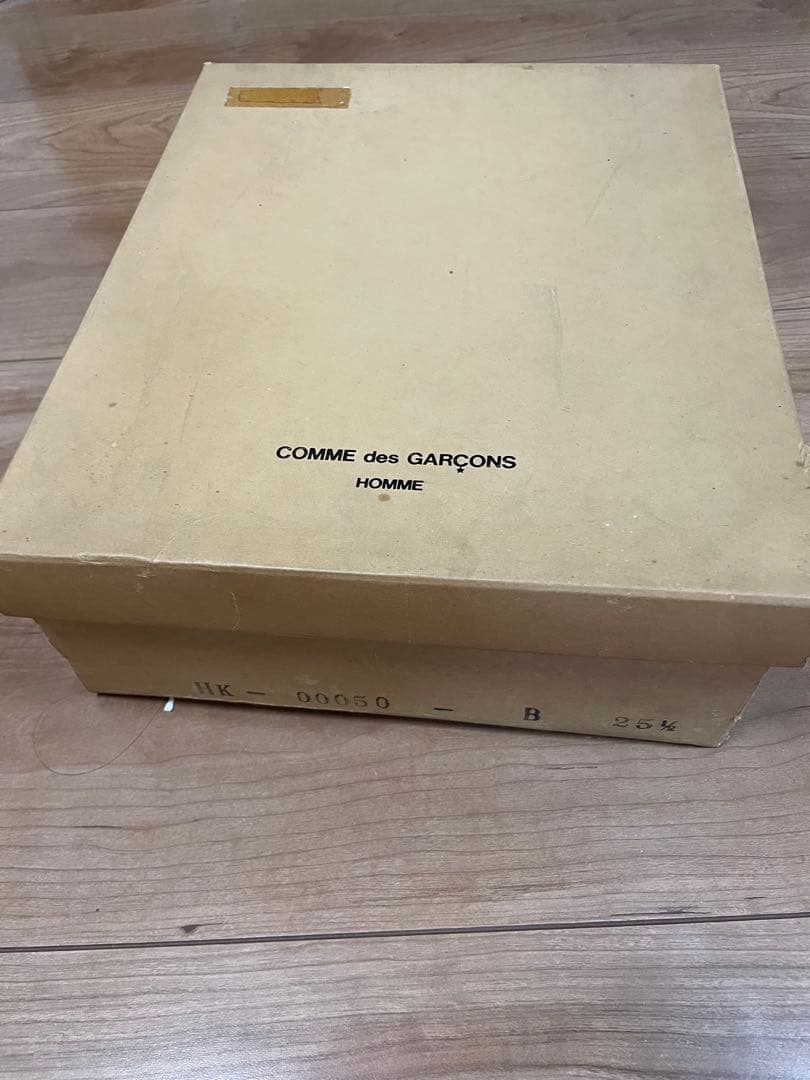 COMME des GARÇONS
HOMME
HK - 00050 - B 25½